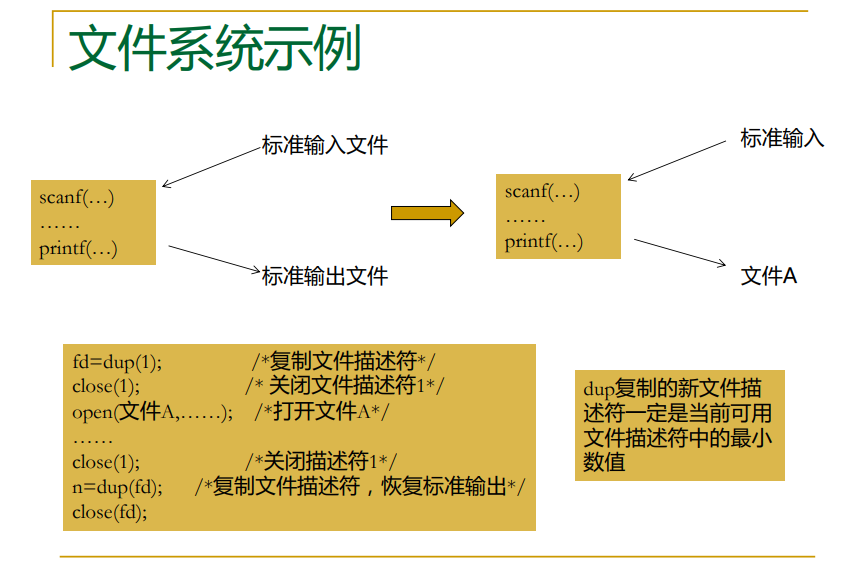 文件系统示例
标准输入文件
scanf(…)
……
printf(…)
标准输出文件
标准输入
scanf(…)
……
printf(…)
文件A
fd=dup(1); /*复制文件描述符*/
close(1); /* 关闭文件描述符1*/
open(文件A,……); /*打开文件A*/
……
close(1); /*关闭描述符1*/
n=dup(fd); /*复制文件描述符，恢复标准输出*/
close(fd);
dup复制的新文件描
述符一定是当前可用
文件描述符中的最小
数值